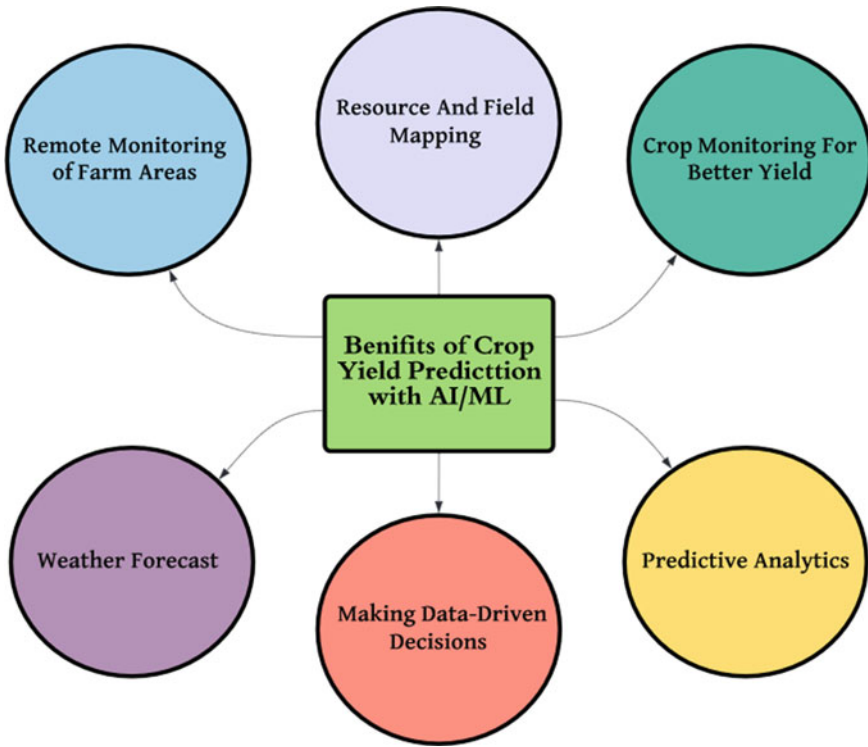 Remote Monitoring
of Farm Areas
Resource And Field
Mapping
Crop Monitoring For
Better Yield
Benifits of Crop
Yield Predicttion
with AI/ML
Weather Forecast
Making Data-Driven
Decisions
Predictive Analytics